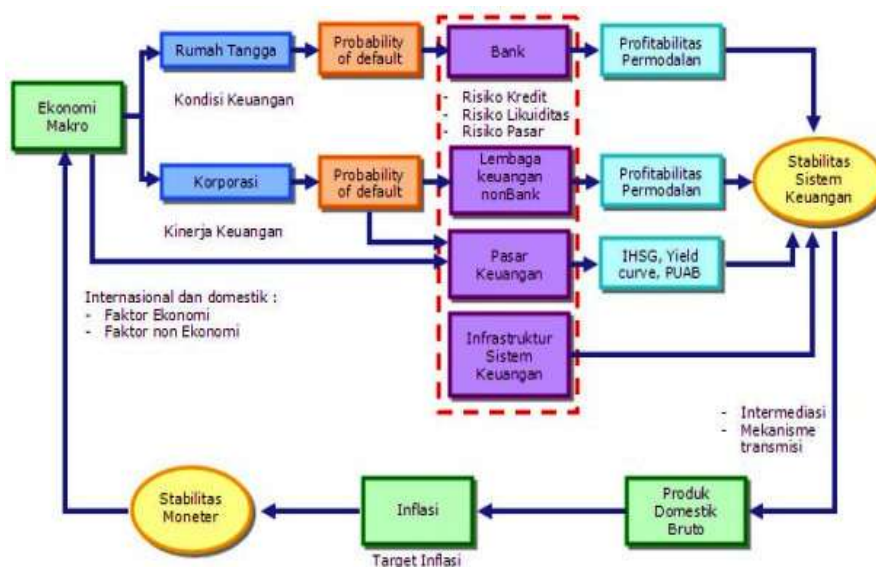 Rumah Tangga
Probability
of default
Bank
Profitabilitas
Permodalan
Kondisi Keuangan
- Risiko Kredit
- Risiko Likuiditas
- Risiko Pasar
Ekonomi
Makro
Korporasi
Probability
of default
Lembaga
keuangan
nonBank
Profitabilitas
Permodalan
Stabilitas
Sistem
Keuangan
Kinerja Keuangan
Pasar
Keuangan
IHSG, Yield
curve, PUAB
Internasional dan domestik :
- Faktor Ekonomi
- Faktor non Ekonomi
Infrastruktur
Sistem
Keuangan
- Intermediasi
- Mekanisme
transmisi
Stabilitas
Moneter
Inflasi
Produk
Domestik
Bruto
Target Inflasi